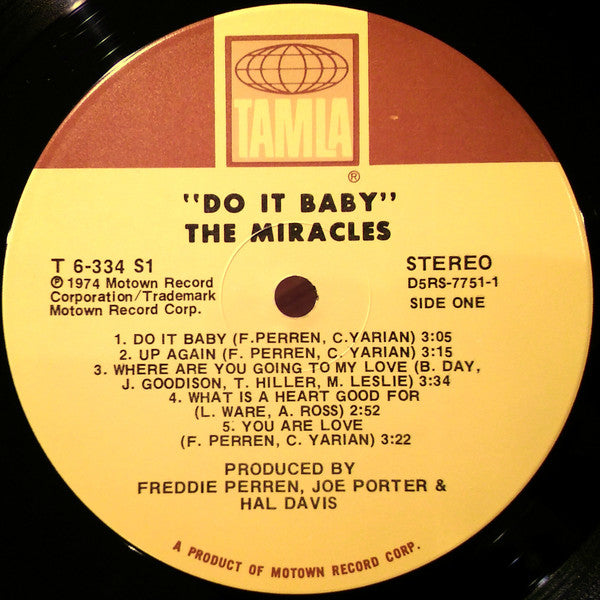 TAMLA
®
"DO IT BABY"
THE MIRACLES
T 6-334 S1
℗ 1974 Motown Record
Corporation/Trademark
Motown Record Corp.
STEREO
D5RS-7751-1
SIDE ONE
1. DO IT BABY (F.PERREN, C.YARIAN) 3:05
2. UP AGAIN (F. PERREN, C. YARIAN) 3:15
3. WHERE ARE YOU GOING TO MY LOVE (B. DAY,
J. GOODISON, T. HILLER, M. LESLIE) 3:34
4. WHAT IS A HEART GOOD FOR
(L. WARE, A. ROSS) 2:52
5. YOU ARE LOVE
(F. PERREN, C. YARIAN) 3:22
PRODUCED BY
FREDDIE PERREN, JOE PORTER &
HAL DAVIS
A PRODUCT OF MOTOWN RECORD CORP.